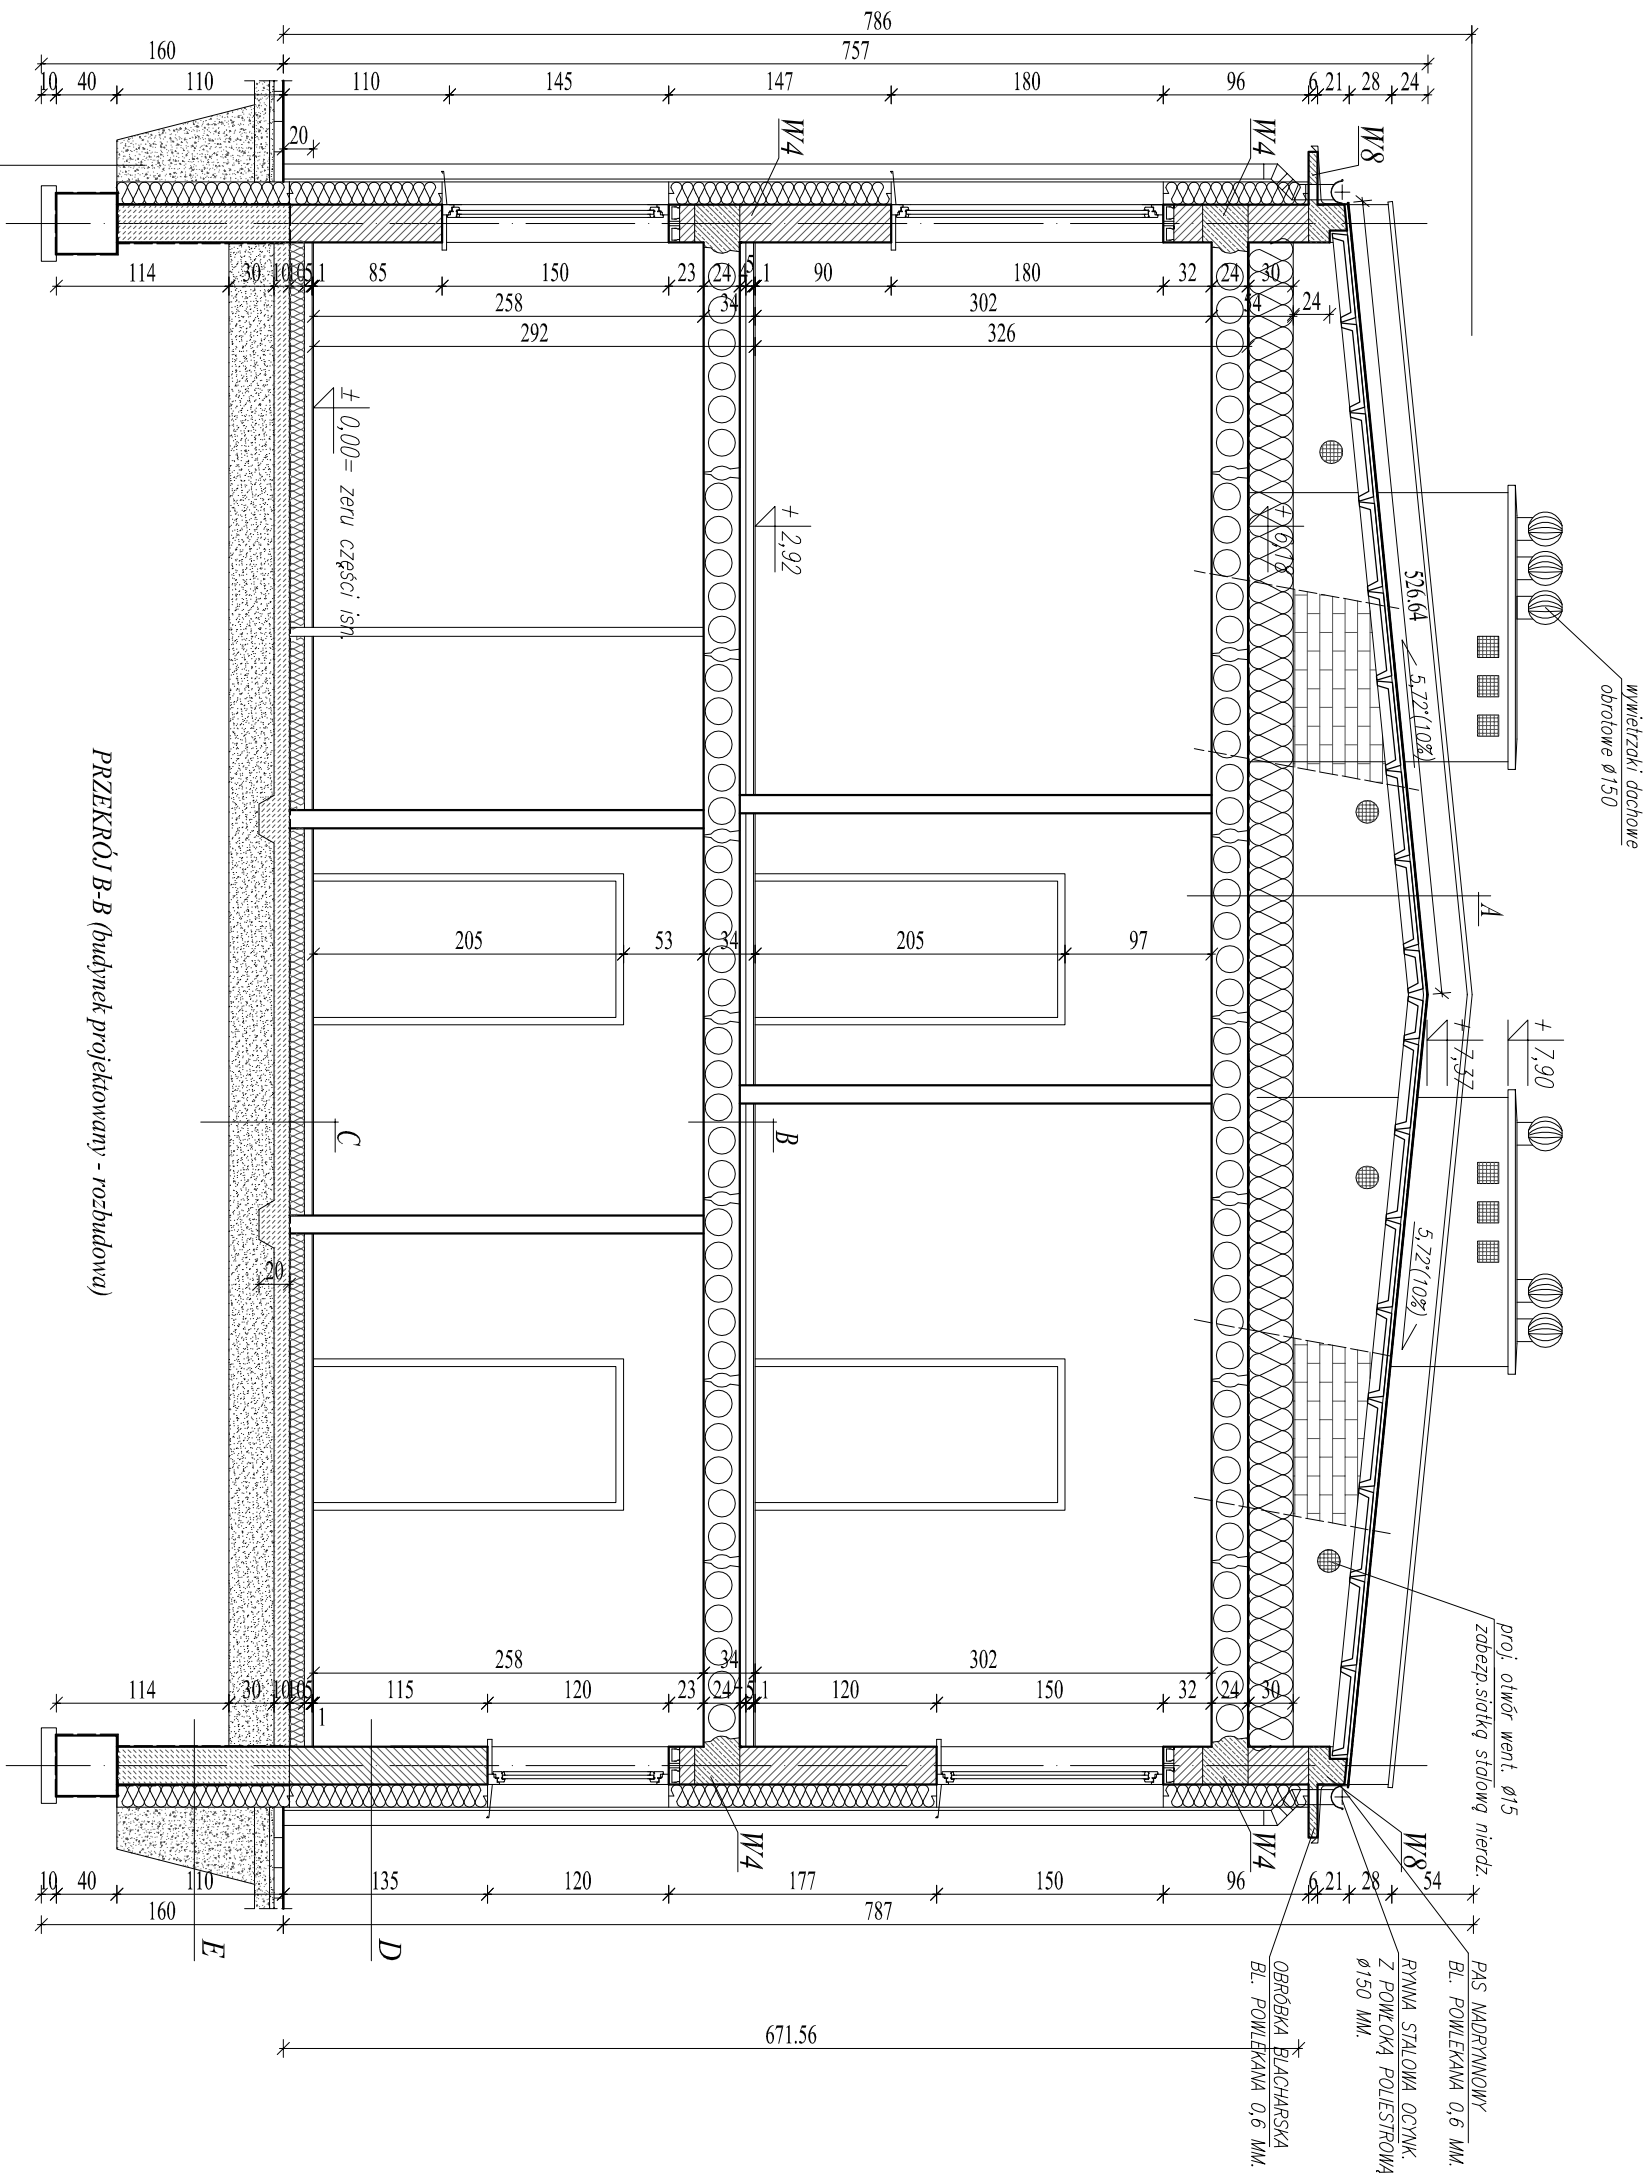 786
160
757
10 40 110 110 145 147 180 96 6 21 28 24
20
W4
W4
W8
114 30 10 10 5 1 85 150 23 24 4 5 1 90 180 32 24 30
258 34 302 54 24
292 326
± 0,00= zeru części isn.
+ 2,92
+ 6,18
526.64
5,72°(10%)
wywietrzaki dachowe
obrotowe ø150
A
205 53 34 205 97
+ 7,37
+ 7,90
C
B
PRZEKRÓJ B-B (budynek projektowany - rozbudowa)
20
5,72°(10%)
proj. otwór went. ø15
zabezp.siatką stalową nierdz.
258 34 302
114 30 10 10 5 1 115 120 23 24 4 5 1 120 150 32 24 30
W4
W4
W8
10 40 110 135 120 177 150 96 6 21 28 54
160 787
E
D
PAS NADRYNNOWY
BL. POWLEKANA 0,6 MM.
RYNNA STALOWA OCYNK.
Z POWŁOKĄ POLIESTROWĄ
ø150 MM.
OBRÓBKA BLACHARSKA
BL. POWLEKANA 0,6 MM.
671.56